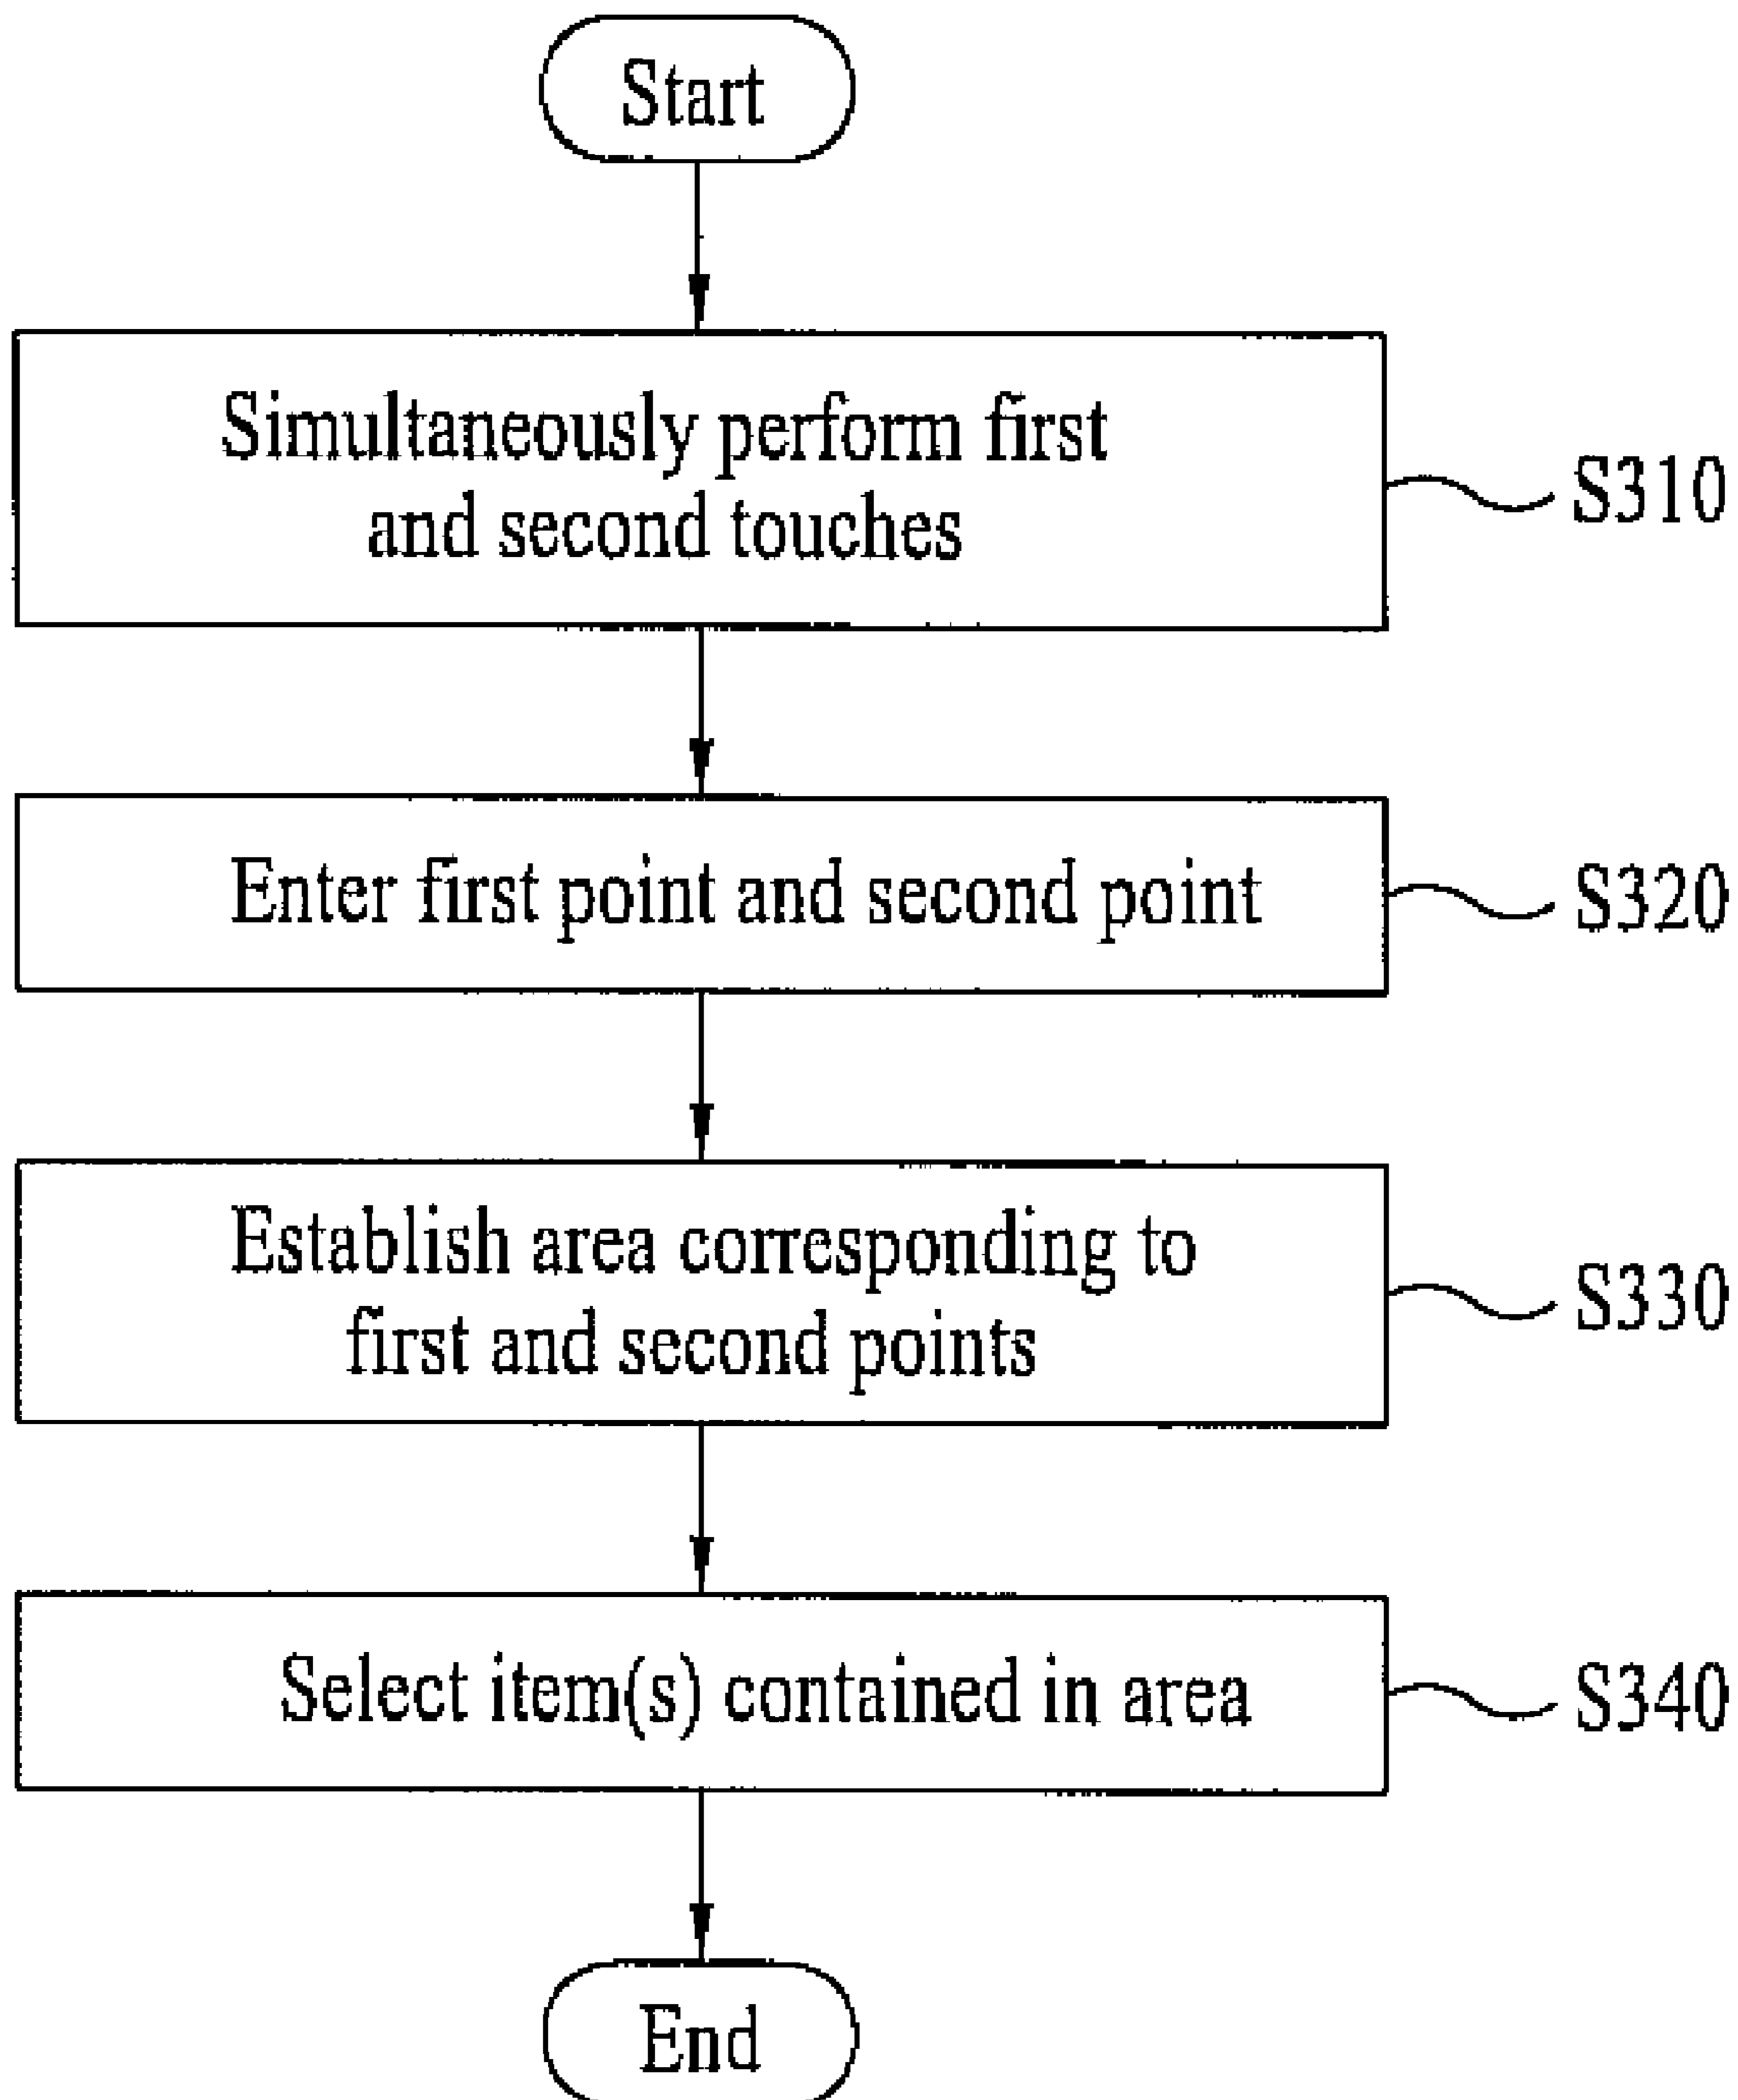 Start
Simultaneously perform first
and second touches
S310
Enter first point and second point
S320
Establish area corresponding to
first and second points
S330
Select item(s) contained in area
S340
End